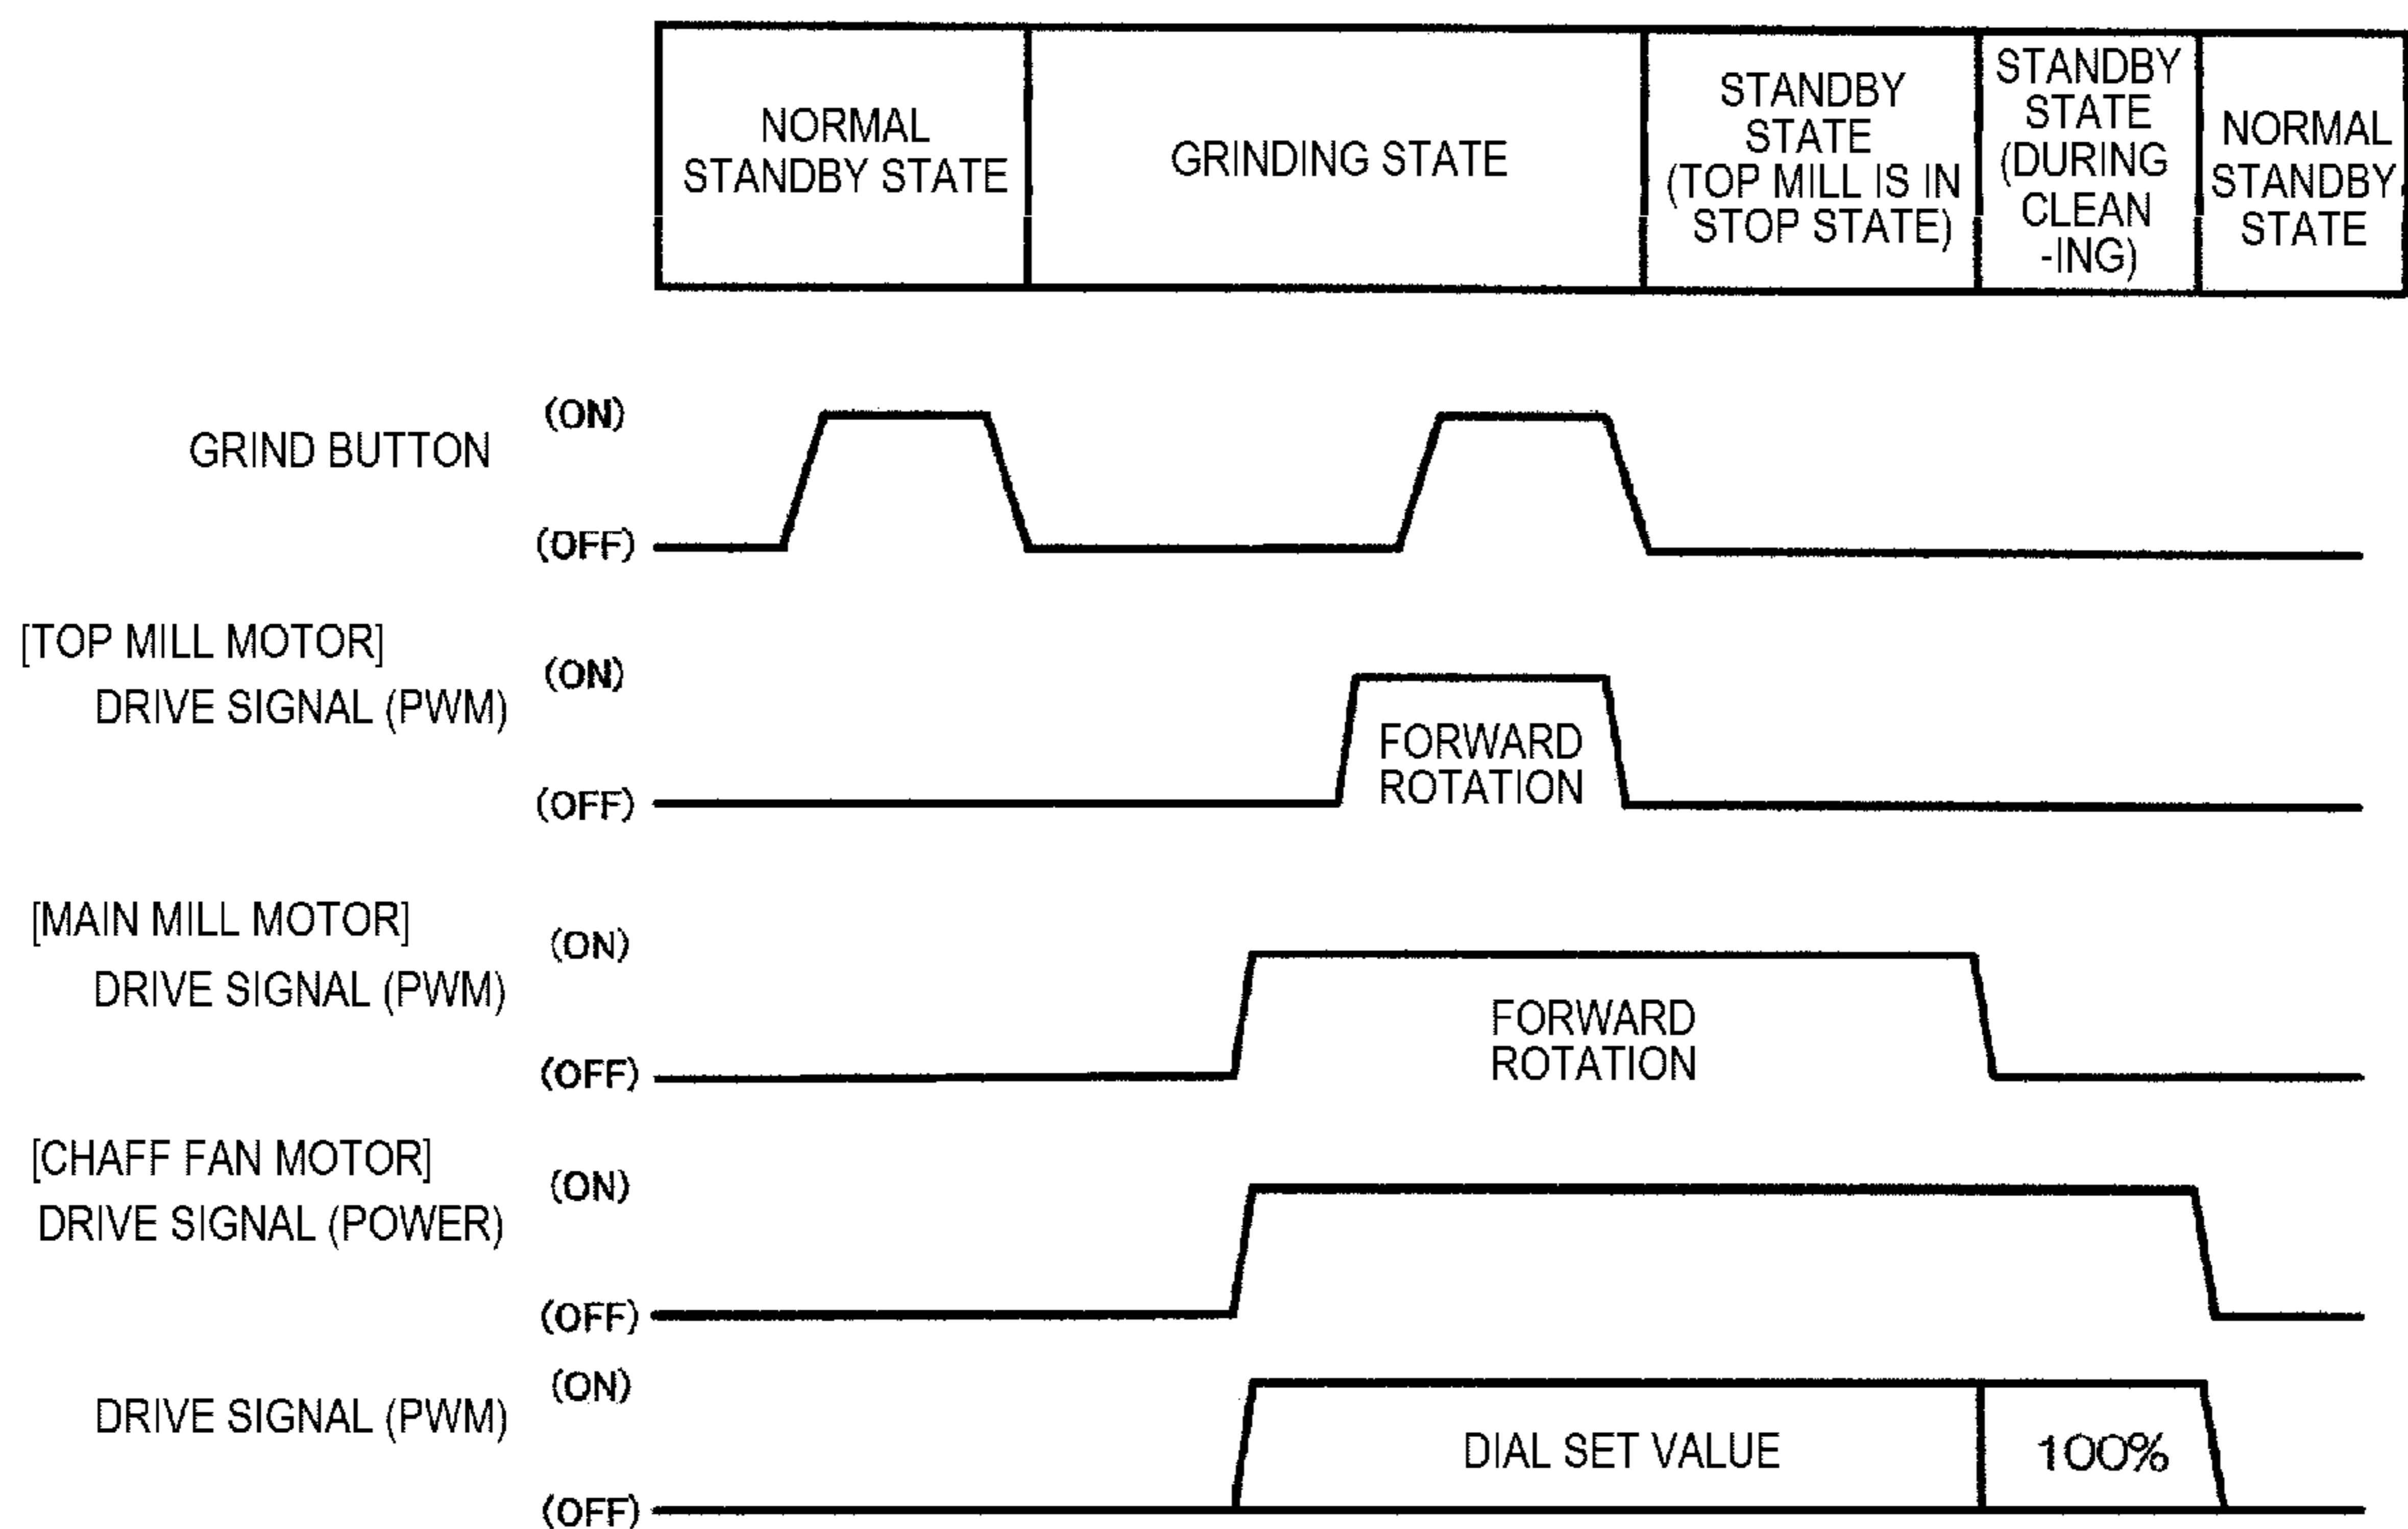 NORMAL
STANDBY STATE
GRINDING STATE
STANDBY
STATE
(TOP MILL IS IN
STOP STATE)
STANDBY
STATE
(DURING
CLEAN
-ING)
NORMAL
STANDBY
STATE
GRIND BUTTON
(ON)
(OFF)
[TOP MILL MOTOR]
DRIVE SIGNAL (PWM)
(ON)
(OFF)
FORWARD
ROTATION
[MAIN MILL MOTOR]
DRIVE SIGNAL (PWM)
(ON)
(OFF)
FORWARD
ROTATION
[CHAFF FAN MOTOR]
DRIVE SIGNAL (POWER)
(ON)
(OFF)
DRIVE SIGNAL (PWM)
(ON)
(OFF)
DIAL SET VALUE
100%